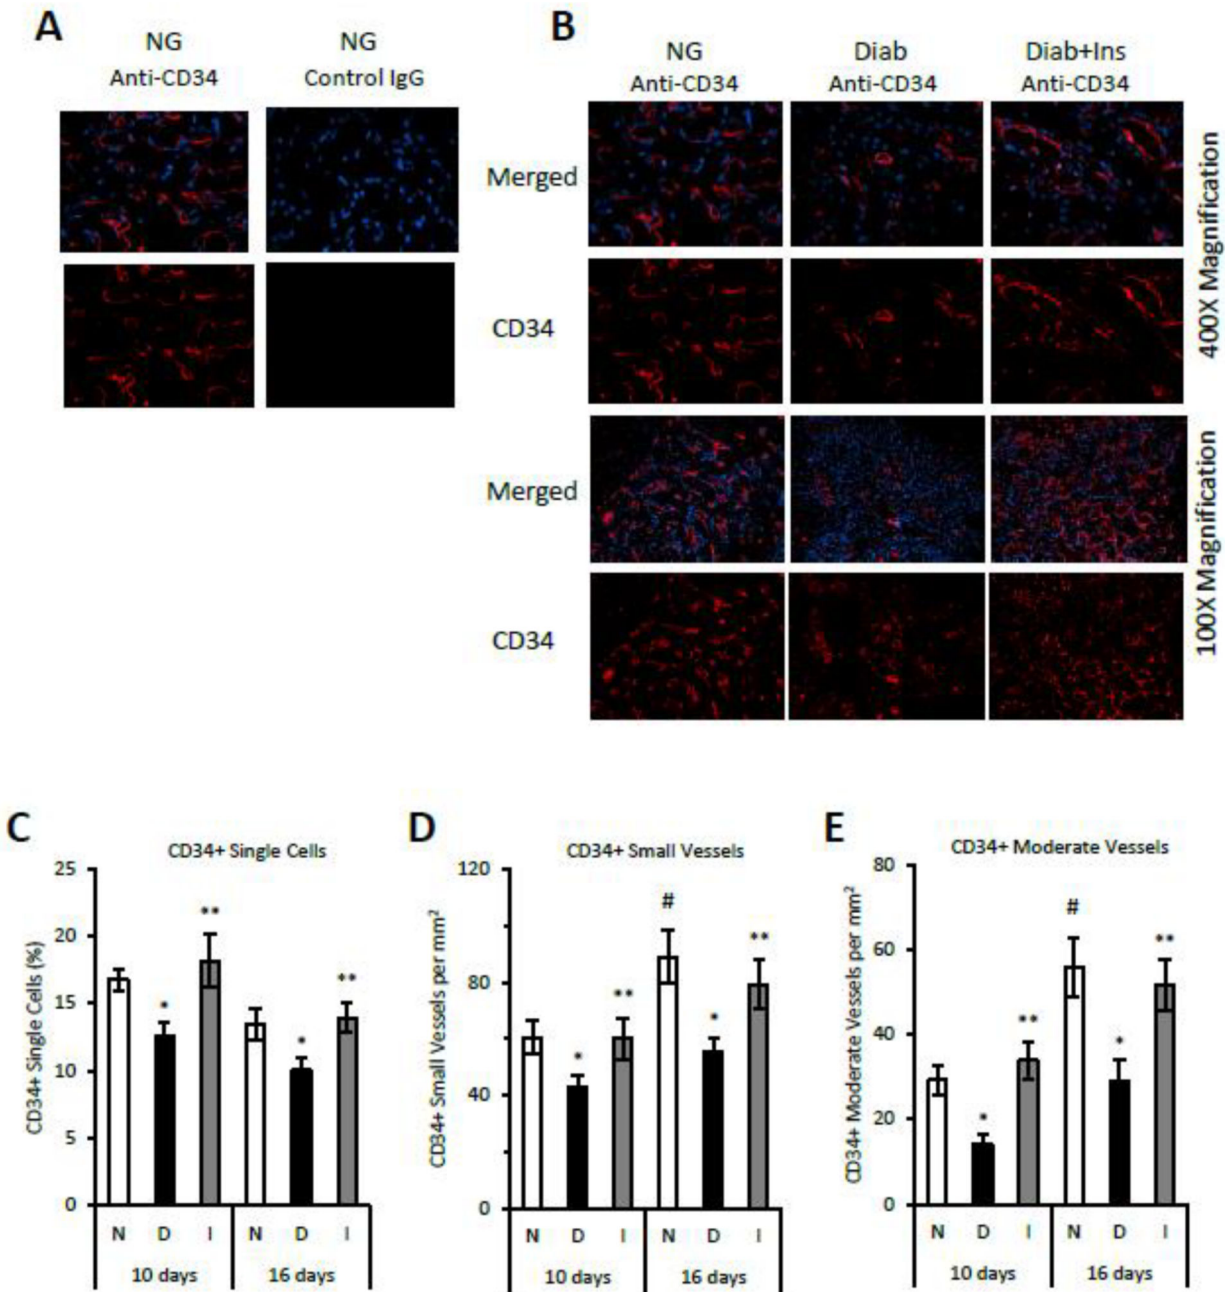 A
NG
Anti-CD34
NG
Control IgG
CD34
B
NG
Anti-CD34
Diab
Anti-CD34
Diab+Ins
Anti-CD34
Merged
CD34
400X Magnification
Merged
CD34
100X Magnification
C
CD34+ Single Cells
CD34+ Single Cells (%)
25
20
15
10
5
0
*
**
*
**
N D I N D I
10 days 16 days
D
CD34+ Small Vessels
CD34+ Small Vessels per mm²
120
80
40
0
*
**
#
*
**
N D I N D I
10 days 16 days
E
CD34+ Moderate Vessels
CD34+ Moderate Vessels per mm²
80
60
40
20
0
*
**
#
*
**
N D I N D I
10 days 16 days